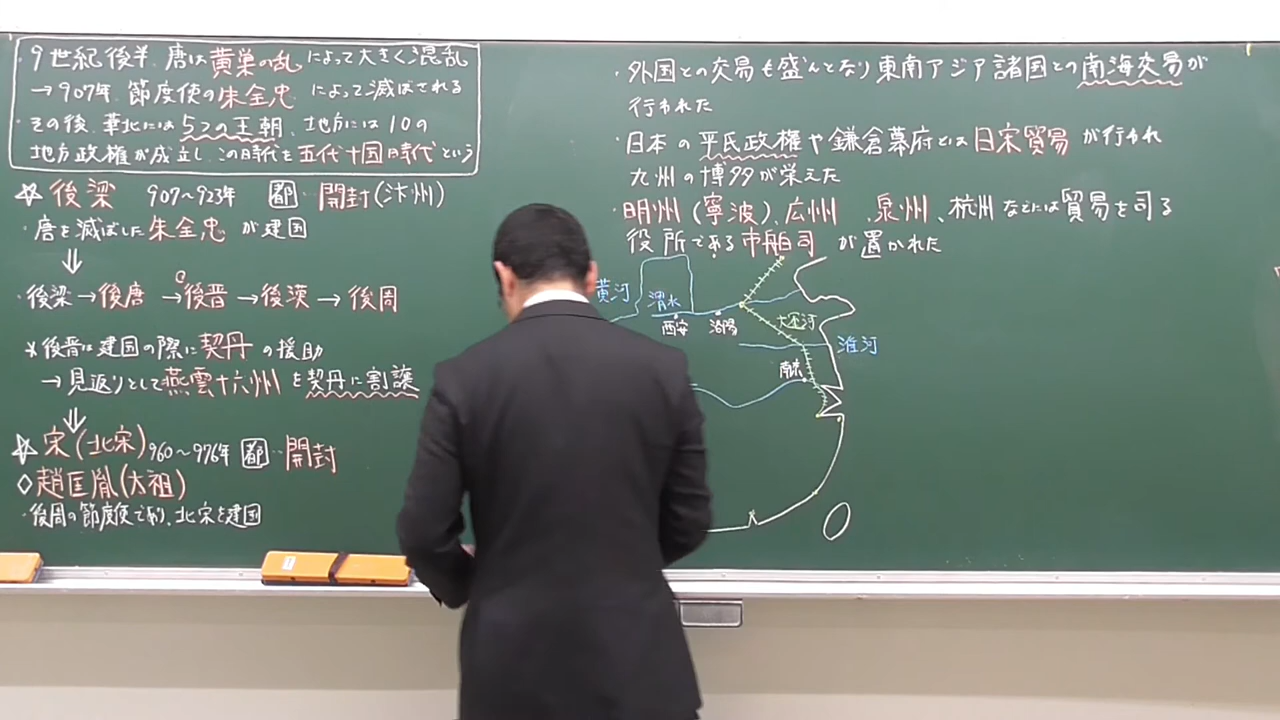 ・9世紀後半、唐は黄巣の乱によって大きく混乱
→907年、節度使の朱全忠によって滅ぼされる
・その後、華北には5つの王朝、地方には10の
地方政権が成立し、この時代を五代十国時代という
☆後梁 907〜923年 都‥開封(汴州)
・唐を滅ぼした朱全忠が建国
⇓
・後梁→後唐→後晋→後漢→後周
*後晋は建国の際に契丹の援助
→見返りとして燕雲十六州を契丹に割譲
⇓
☆宋(北宋)960〜976年 都‥開封
◇趙匡胤(太祖)
・後周の節度使であり、北宋を建国
・外国との交易も盛んとなり東南アジア諸国との南海交易が
行われた
・日本の平氏政権や鎌倉幕府とは日宋貿易が行われ
九州の博多が栄えた
・明州(寧波)、広州、泉州、杭州などには貿易を司る
役所である市舶司が置かれた
黄河
渭水
西安
洛陽
大運河
淮河